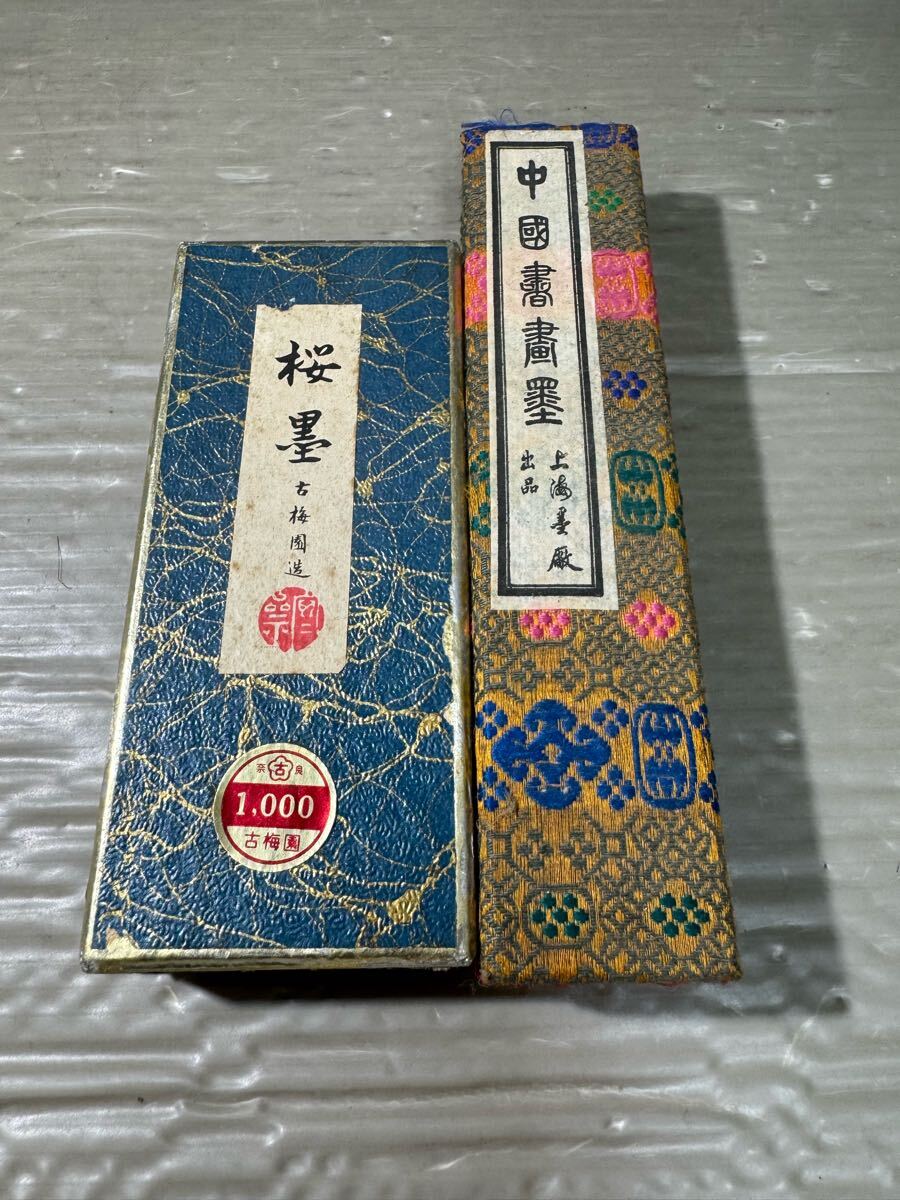 桜墨
古梅園造
奈良
古
1,000
古梅園
中國書畫墨
上海墨厰
出品